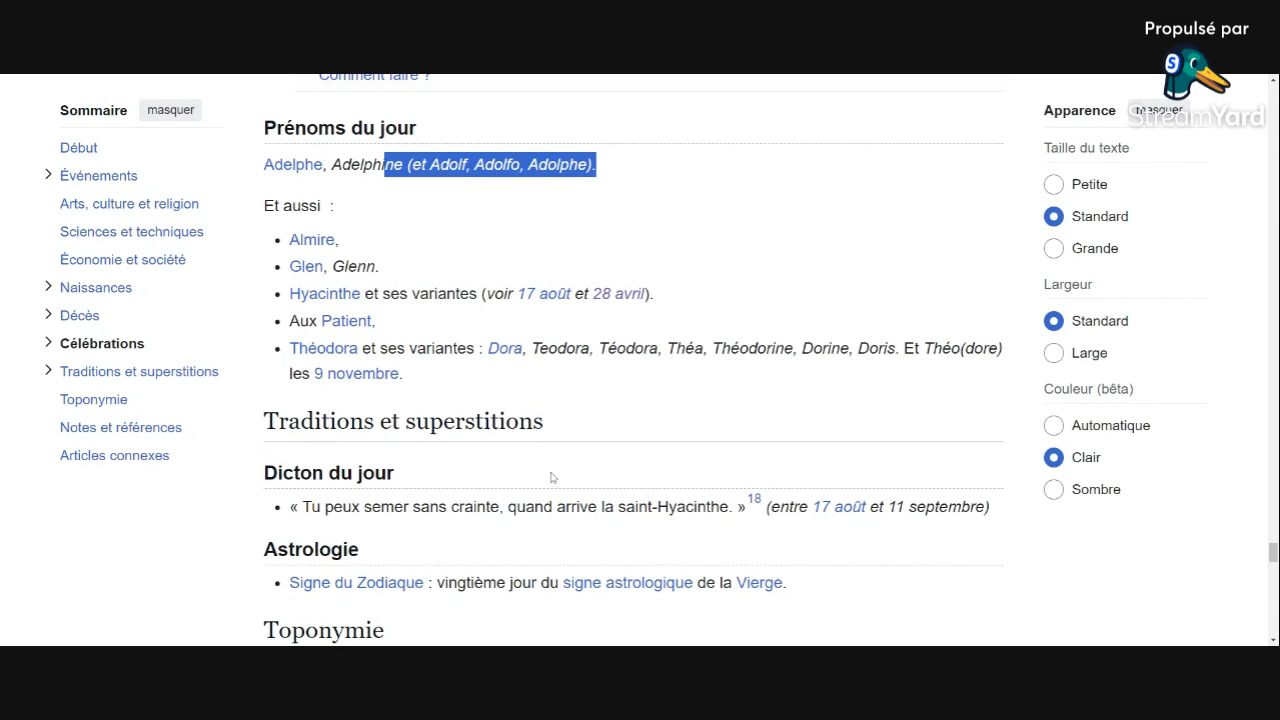 Propulsé par
StreamYard
Comment faire ?
Sommaire masquer
Début
Événements
Arts, culture et religion
Sciences et techniques
Économie et société
Naissances
Décès
Célébrations
Traditions et superstitions
Toponymie
Notes et références
Articles connexes
Prénoms du jour
Adelphe, Adelphine (et Adolf, Adolfo, Adolphe).
Et aussi :
• Almire,
• Glen, Glenn.
• Hyacinthe et ses variantes (voir 17 août et 28 avril).
• Aux Patient,
• Théodora et ses variantes : Dora, Teodora, Téodora, Théa, Théodorine, Dorine, Doris. Et Théo(dore)
les 9 novembre.
Traditions et superstitions
Dicton du jour
• « Tu peux semer sans crainte, quand arrive la saint-Hyacinthe. »18 (entre 17 août et 11 septembre)
Astrologie
• Signe du Zodiaque : vingtième jour du signe astrologique de la Vierge.
Toponymie
Apparence masquer
Taille du texte
Petite
Standard
Grande
Largeur
Standard
Large
Couleur (bêta)
Automatique
Clair
Sombre